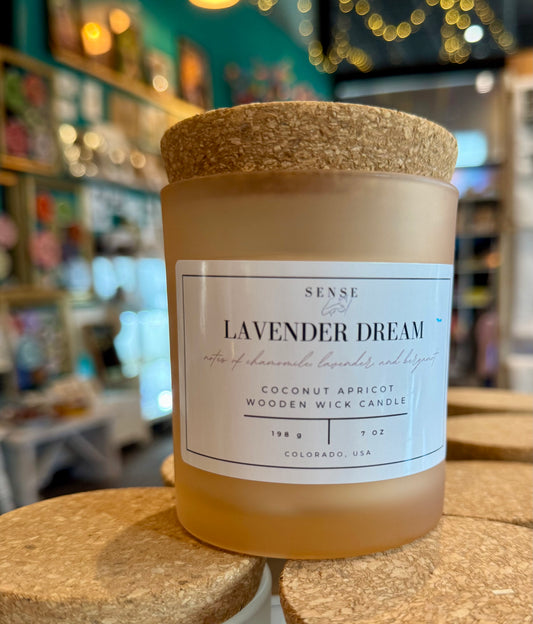 SENSE
LAVENDER DREAM
notes of chamomile lavender and bergamot
COCONUT APRICOT
WOODEN WICK CANDLE
198 g 7 OZ
COLORADO, USA